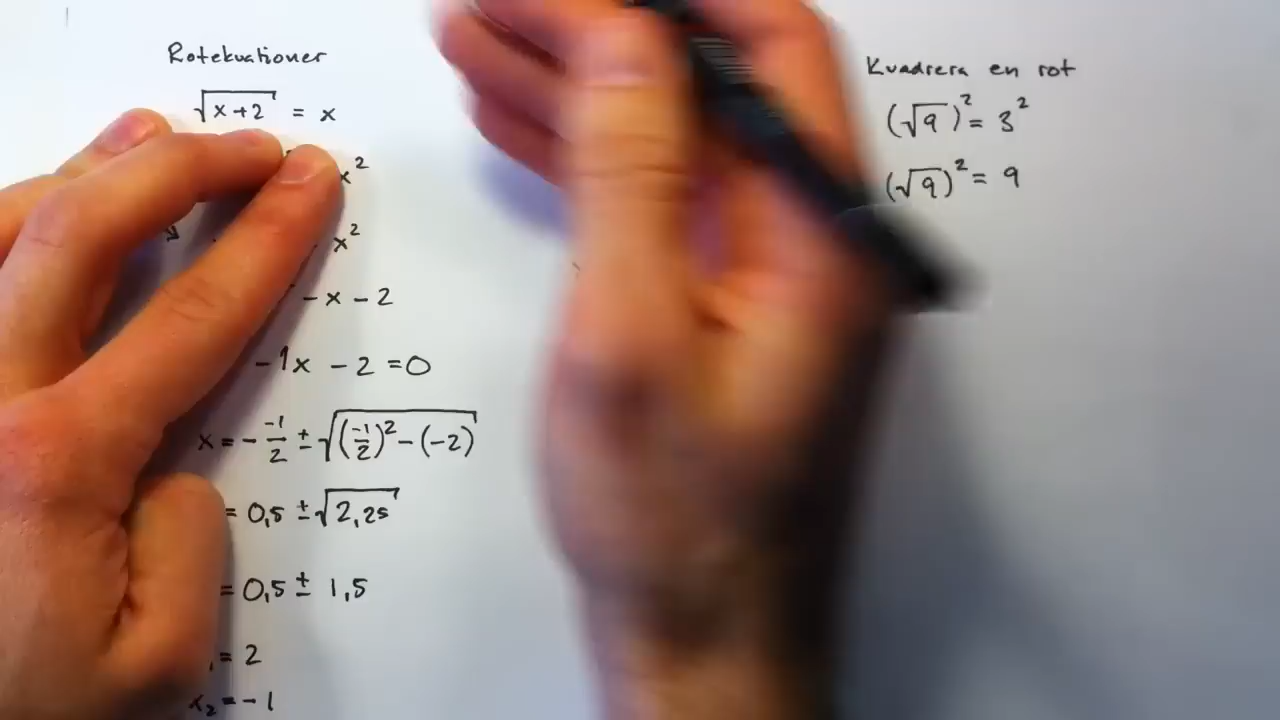 Rotekvationer
√(x+2) = x
x²
x²
-x-2
-1x -2 =0
x = - -1/2 ± √((-1/2)² - (-2))
= 0,5 ± √2,25
= 0,5 ± 1,5
= 2
x₂ = -1
Kvadrera en rot
(√9)² = 3²
(√9)² = 9